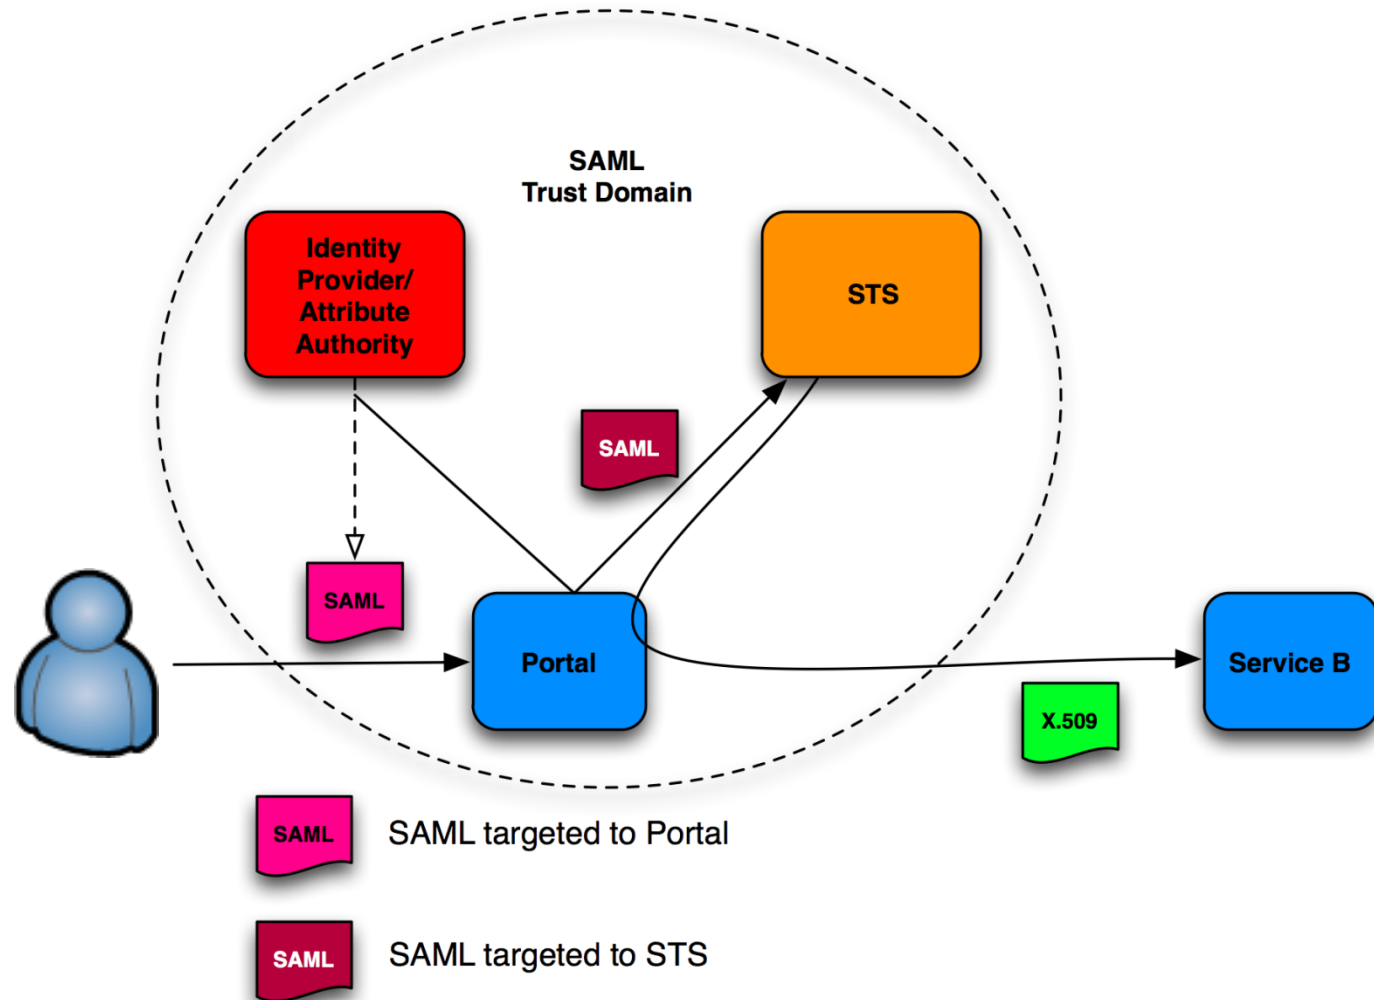 SAML
Trust Domain
Identity
Provider/
Attribute
Authority
STS
SAML
SAML
Portal
Service B
X.509
SAML
SAML targeted to Portal
SAML
SAML targeted to STS